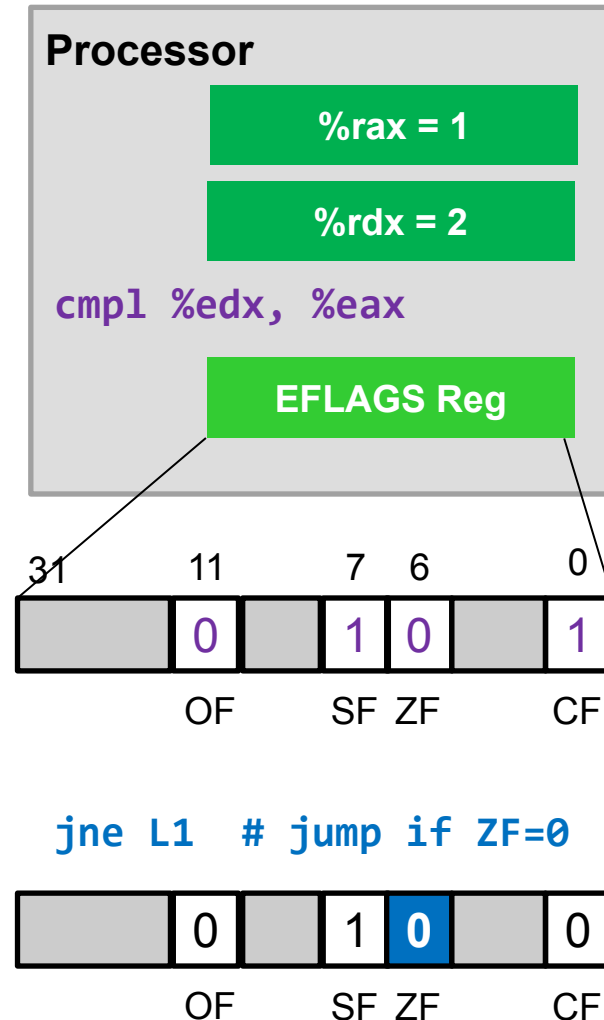 Processor
%rax = 1
%rdx = 2
cmpl %edx, %eax
EFLAGS Reg
31 11 7 6 0
0 1 0 1
OF SF ZF CF
jne L1 # jump if ZF=0
0 1 0 0
OF SF ZF CF